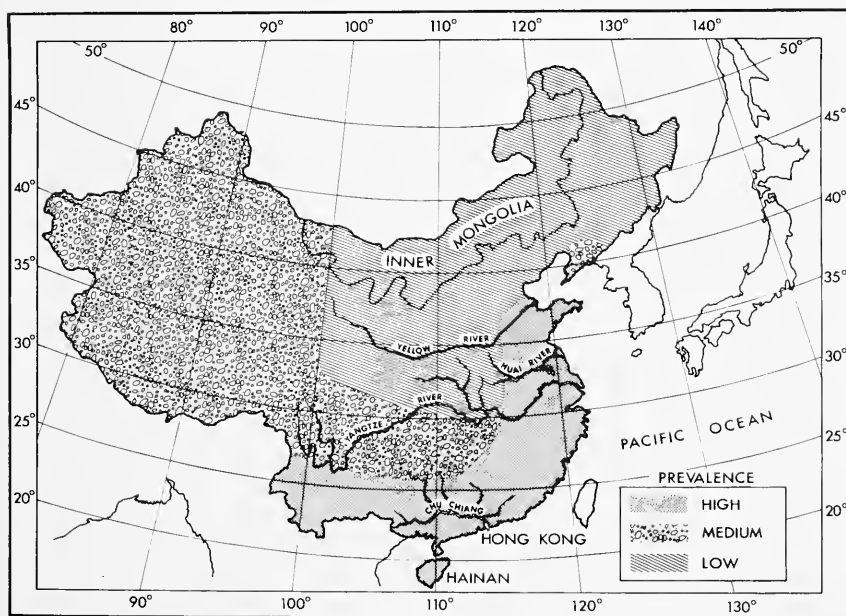 80° 90° 100° 110° 120° 130° 140°
50° 50°
45° 45°
40° 40°
35° 35°
30° 30°
25° 25°
20° 20°
INNER MONGOLIA
YELLOW RIVER
HUAI RIVER
YANGTZE RIVER
CHU CHIANG
PACIFIC OCEAN
HONG KONG
HAINAN
PREVALENCE
HIGH
MEDIUM
LOW
90° 100° 110° 120° 130°